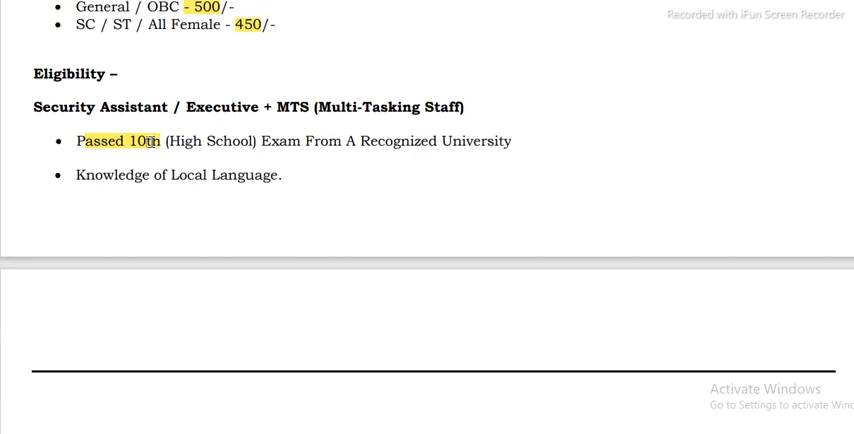 Recorded with iFun Screen Recorder
• General / OBC - 500/-
• SC / ST / All Female - 450/-
Eligibility –
Security Assistant / Executive + MTS (Multi-Tasking Staff)
• Passed 10th (High School) Exam From A Recognized University
• Knowledge of Local Language.
Activate Windows
Go to Settings to activate Winc